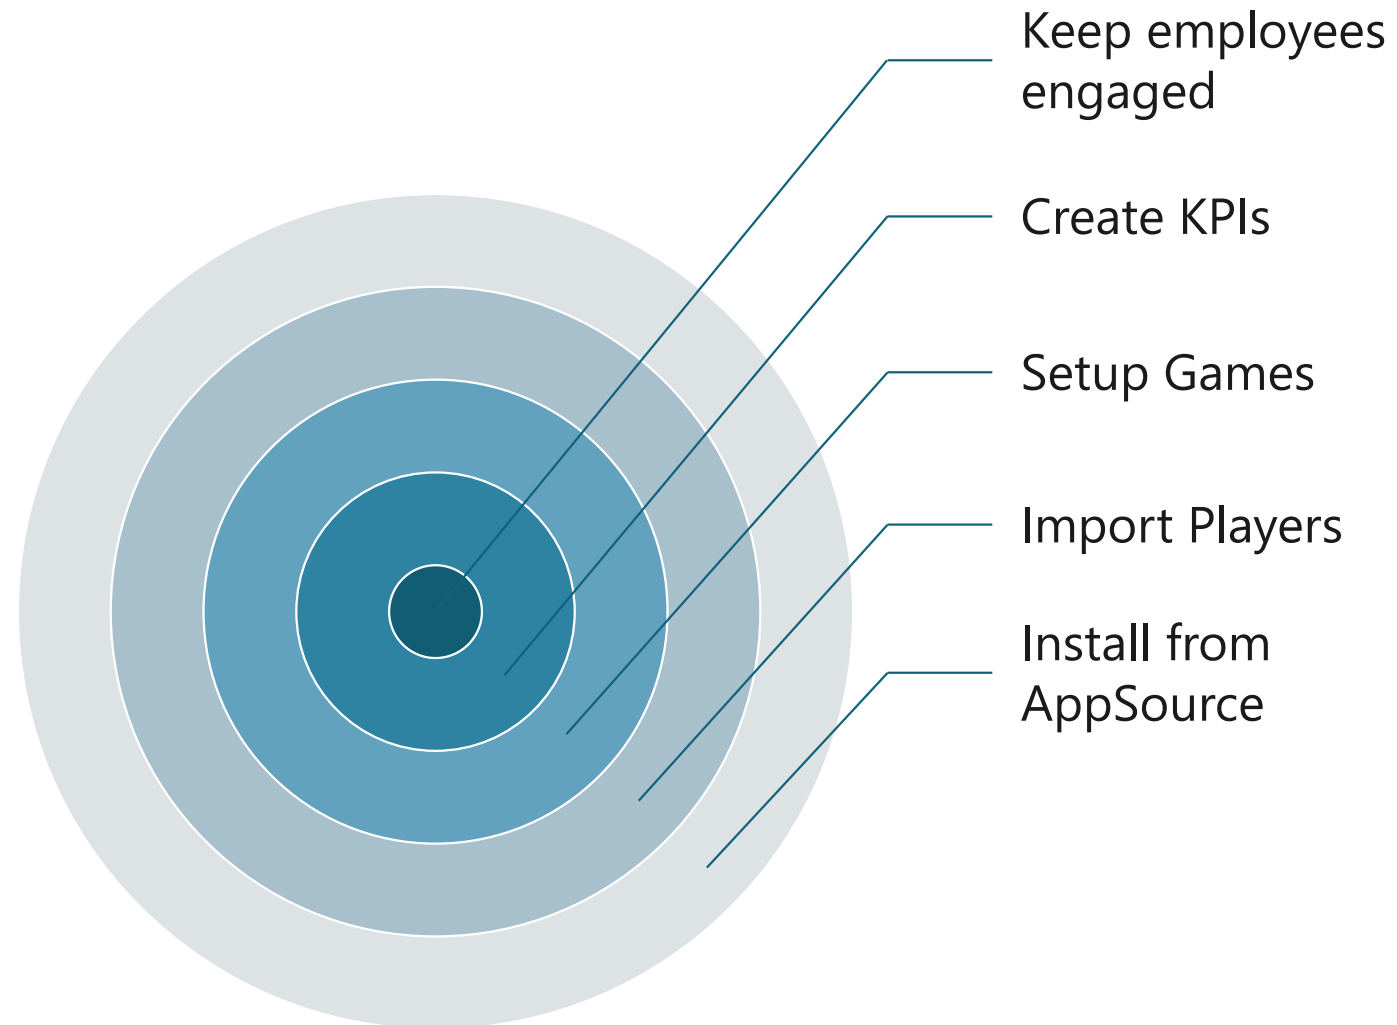 Keep employees
engaged
Create KPIs
Setup Games
Import Players
Install from
AppSource